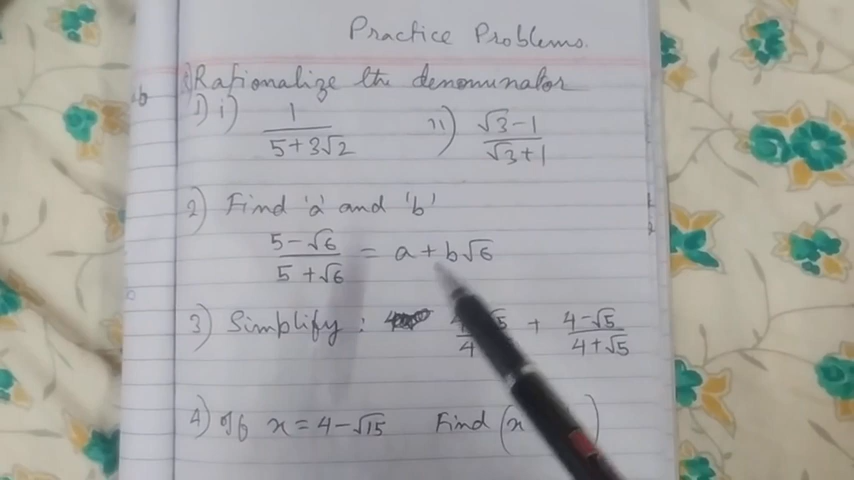 Practice Problems.
Rationalize the denominator
1) i) 1/(5+3√2) ii) (√3-1)/(√3+1)
2) Find 'a' and 'b'
(5-√6)/(5+√6) = a+b√6
3) Simplify: + (4-√5)/(4+√5)
4) If x = 4-√15 Find (x )